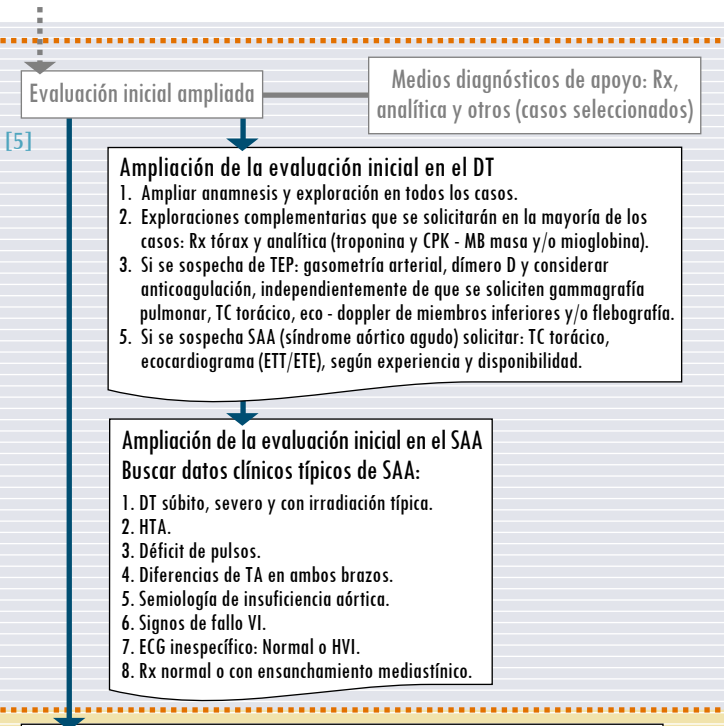 Evaluación inicial ampliada
Medios diagnósticos de apoyo: Rx,
analítica y otros (casos seleccionados)
[5]
Ampliación de la evaluación inicial en el DT
1. Ampliar anamnesis y exploración en todos los casos.
2. Exploraciones complementarias que se solicitarán en la mayoría de los
casos: Rx tórax y analítica (troponina y CPK - MB masa y/o mioglobina).
3. Si se sospecha de TEP: gasometría arterial, dímero D y considerar
anticoagulación, independientemente de que se soliciten gammagrafía
pulmonar, TC torácico, eco - doppler de miembros inferiores y/o flebografía.
5. Si se sospecha SAA (síndrome aórtico agudo) solicitar: TC torácico,
ecocardiograma (ETT/ETE), según experiencia y disponibilidad.
Ampliación de la evaluación inicial en el SAA
Buscar datos clínicos típicos de SAA:
1. DT súbito, severo y con irradiación típica.
2. HTA.
3. Déficit de pulsos.
4. Diferencias de TA en ambos brazos.
5. Semiología de insuficiencia aórtica.
6. Signos de fallo VI.
7. ECG inespecífico: Normal o HVI.
8. Rx normal o con ensanchamiento mediastínico.